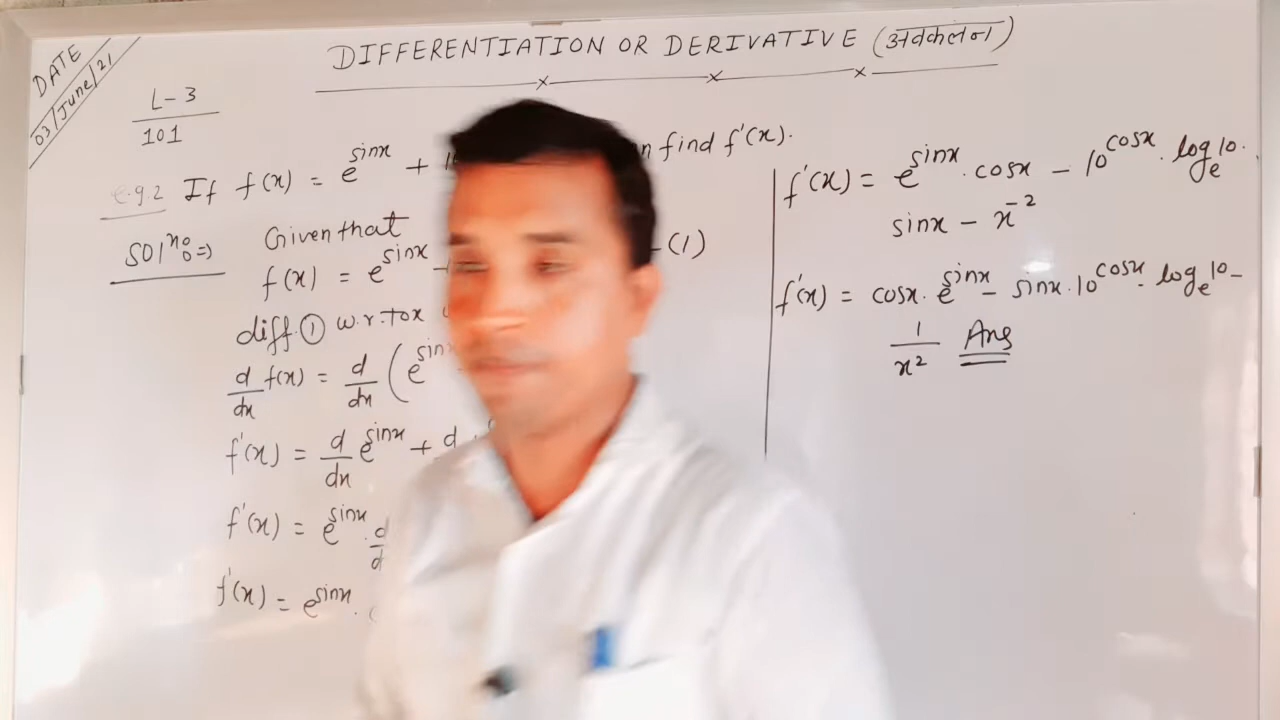 DIFFERENTIATION OR DERIVATIVE (अवकलन)
DATE
03/June/21
L-3
101
e.g.2 If f(x) = e^sinx + 1 find f'(x).
Sol^n⇒ Given that
f(x) = e^sinx -(1)
diff.① w.r.to x
d/dx f(x) = d/dx (e^sin
f'(x) = d/dx e^sinx + d
f'(x) = e^sinx. d/d
f'(x) = e^sinx. (
f'(x) = e^sinx. cosx - 10^cosx. log_e 10.
sinx - x^-2
f'(x) = cosx. e^sinx - sinx. 10^cosx. log_e 10 -
1/x² Ans